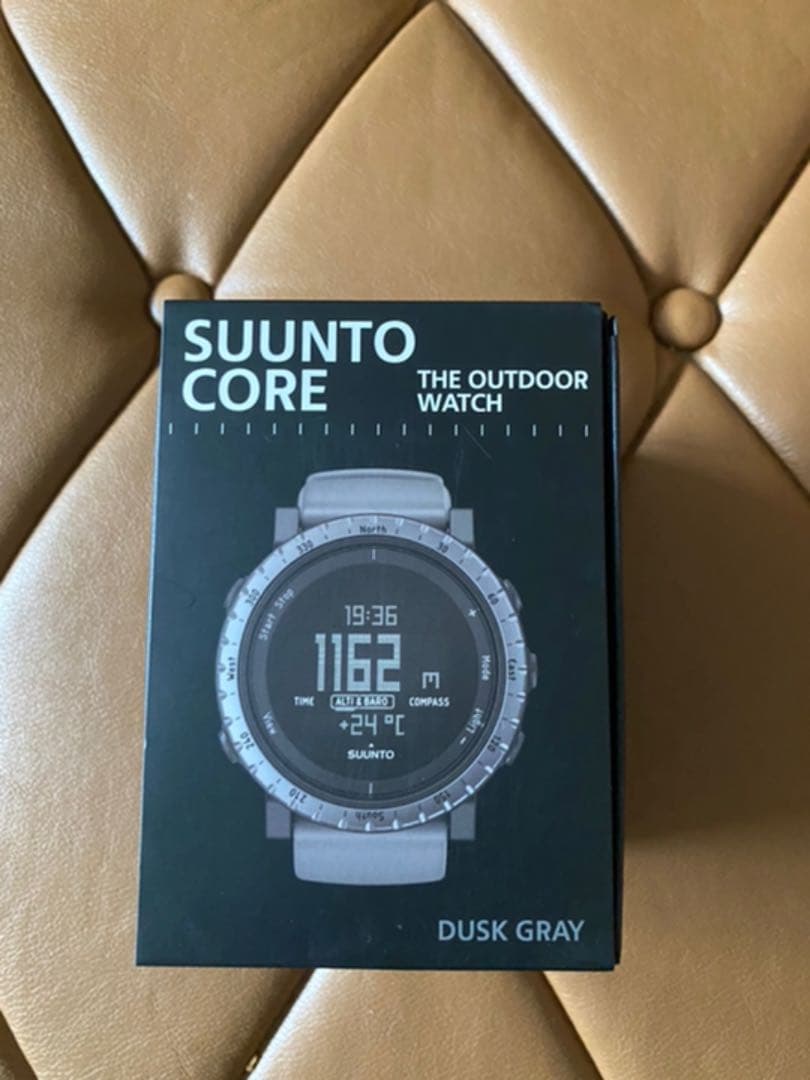 SUUNTO
CORE
THE OUTDOOR
WATCH
North
30
60
East
120
150
South
210
240
West
300
330
Start Stop
+
Mode
- Light
View
19:36
1162 M
TIME ALTI & BARO COMPASS
+24 °C
SUUNTO
DUSK GRAY